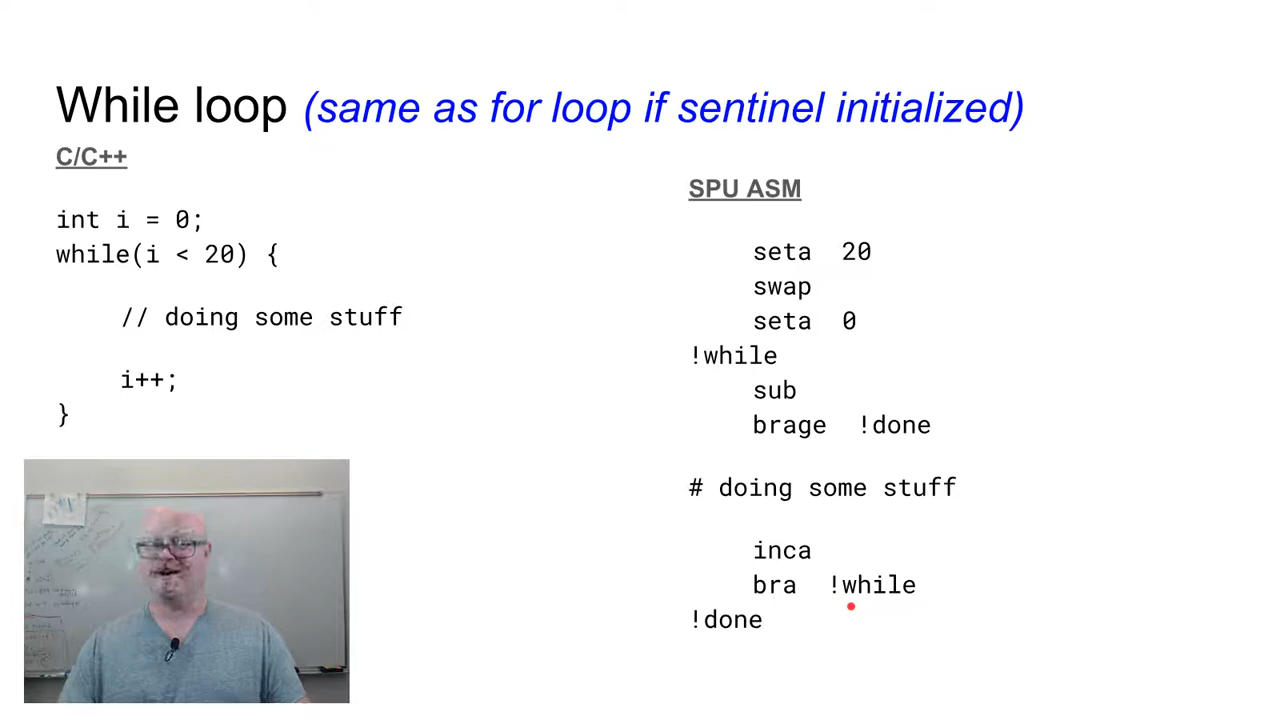 While loop (same as for loop if sentinel initialized)
C/C++
int i = 0;
while(i < 20) {
// doing some stuff
i++;
}
SPU ASM
seta 20
swap
seta 0
!while
sub
brage !done
# doing some stuff
inca
bra !while
!done